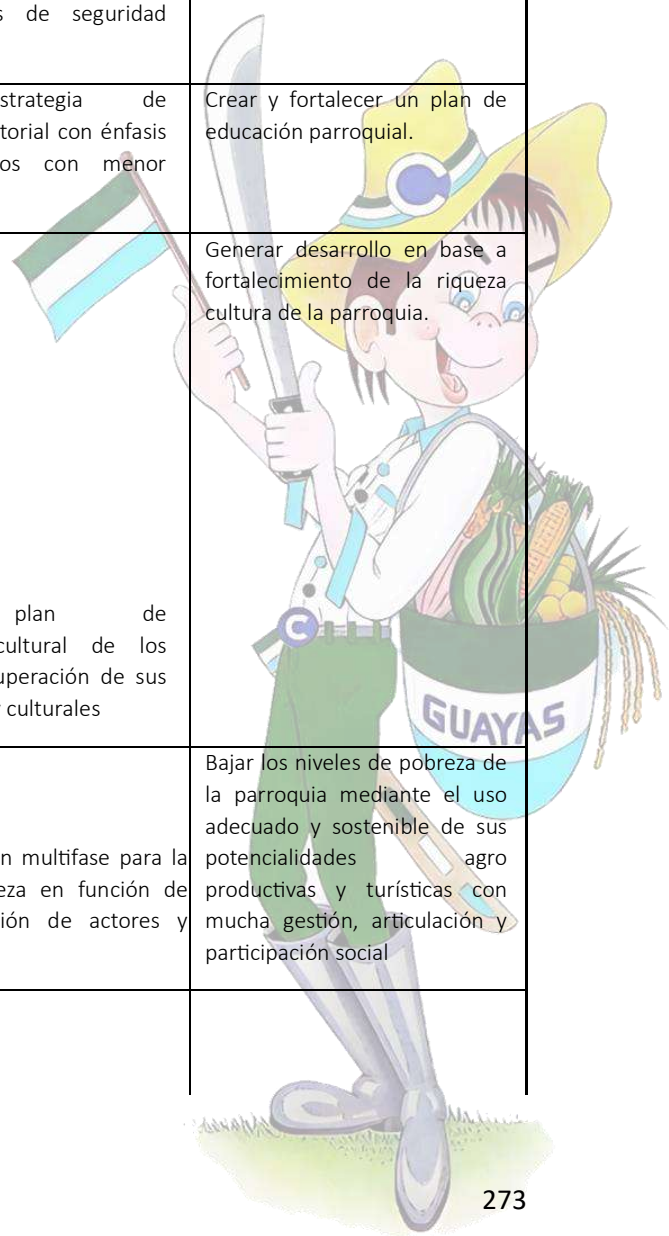 s de seguridad
strategia de
torial con énfasis
os con menor
Crear y fortalecer un plan de
educación parroquial.
Generar desarrollo en base a
fortalecimiento de la riqueza
cultura de la parroquia.
plan de
cultural de los
uperación de sus
culturales
n multifase para la
eza en función de
ión de actores y
Bajar los niveles de pobreza de
la parroquia mediante el uso
adecuado y sostenible de sus
potencialidades agro
productivas y turísticas con
mucha gestión, articulación y
participación social
C
C
GUAYAS
273